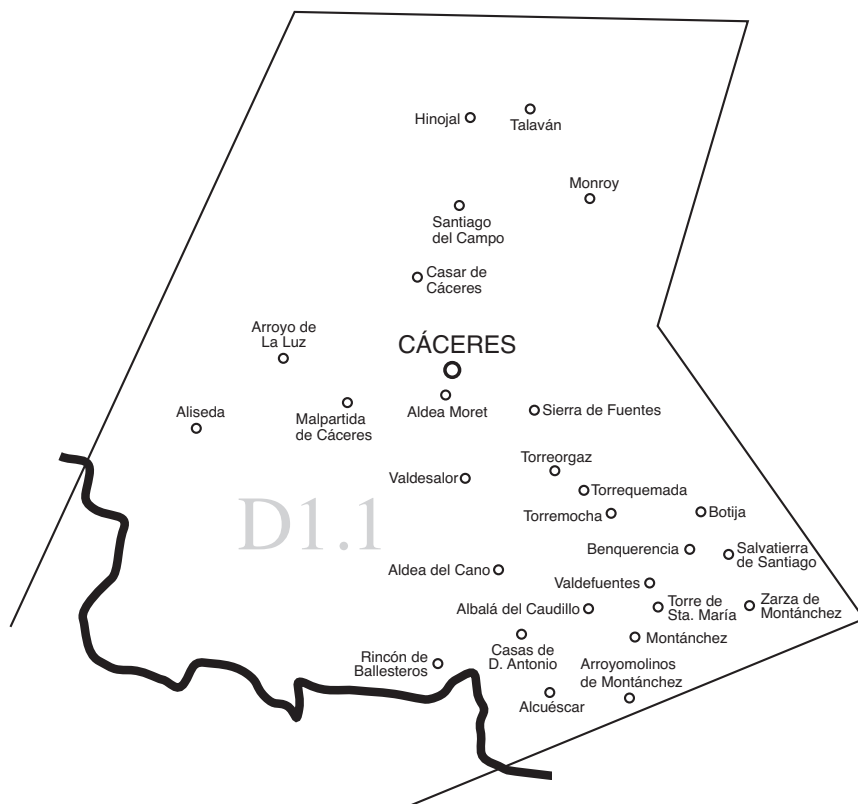 Hinojal
Talaván
Monroy
Santiago
del Campo
Casar de
Cáceres
Arroyo de
La Luz
CÁCERES
Aliseda
Malpartida
de Cáceres
Aldea Moret
Sierra de Fuentes
Torreorgaz
Valdesalor
Torrequemada
D1.1
Torremocha
Botija
Benquerencia
Salvatierra
de Santiago
Aldea del Cano
Valdefuentes
Albalá del Caudillo
Torre de
Sta. María
Zarza de
Montánchez
Montánchez
Casas de
D. Antonio
Rincón de
Ballesteros
Arroyomolinos
de Montánchez
Alcuéscar